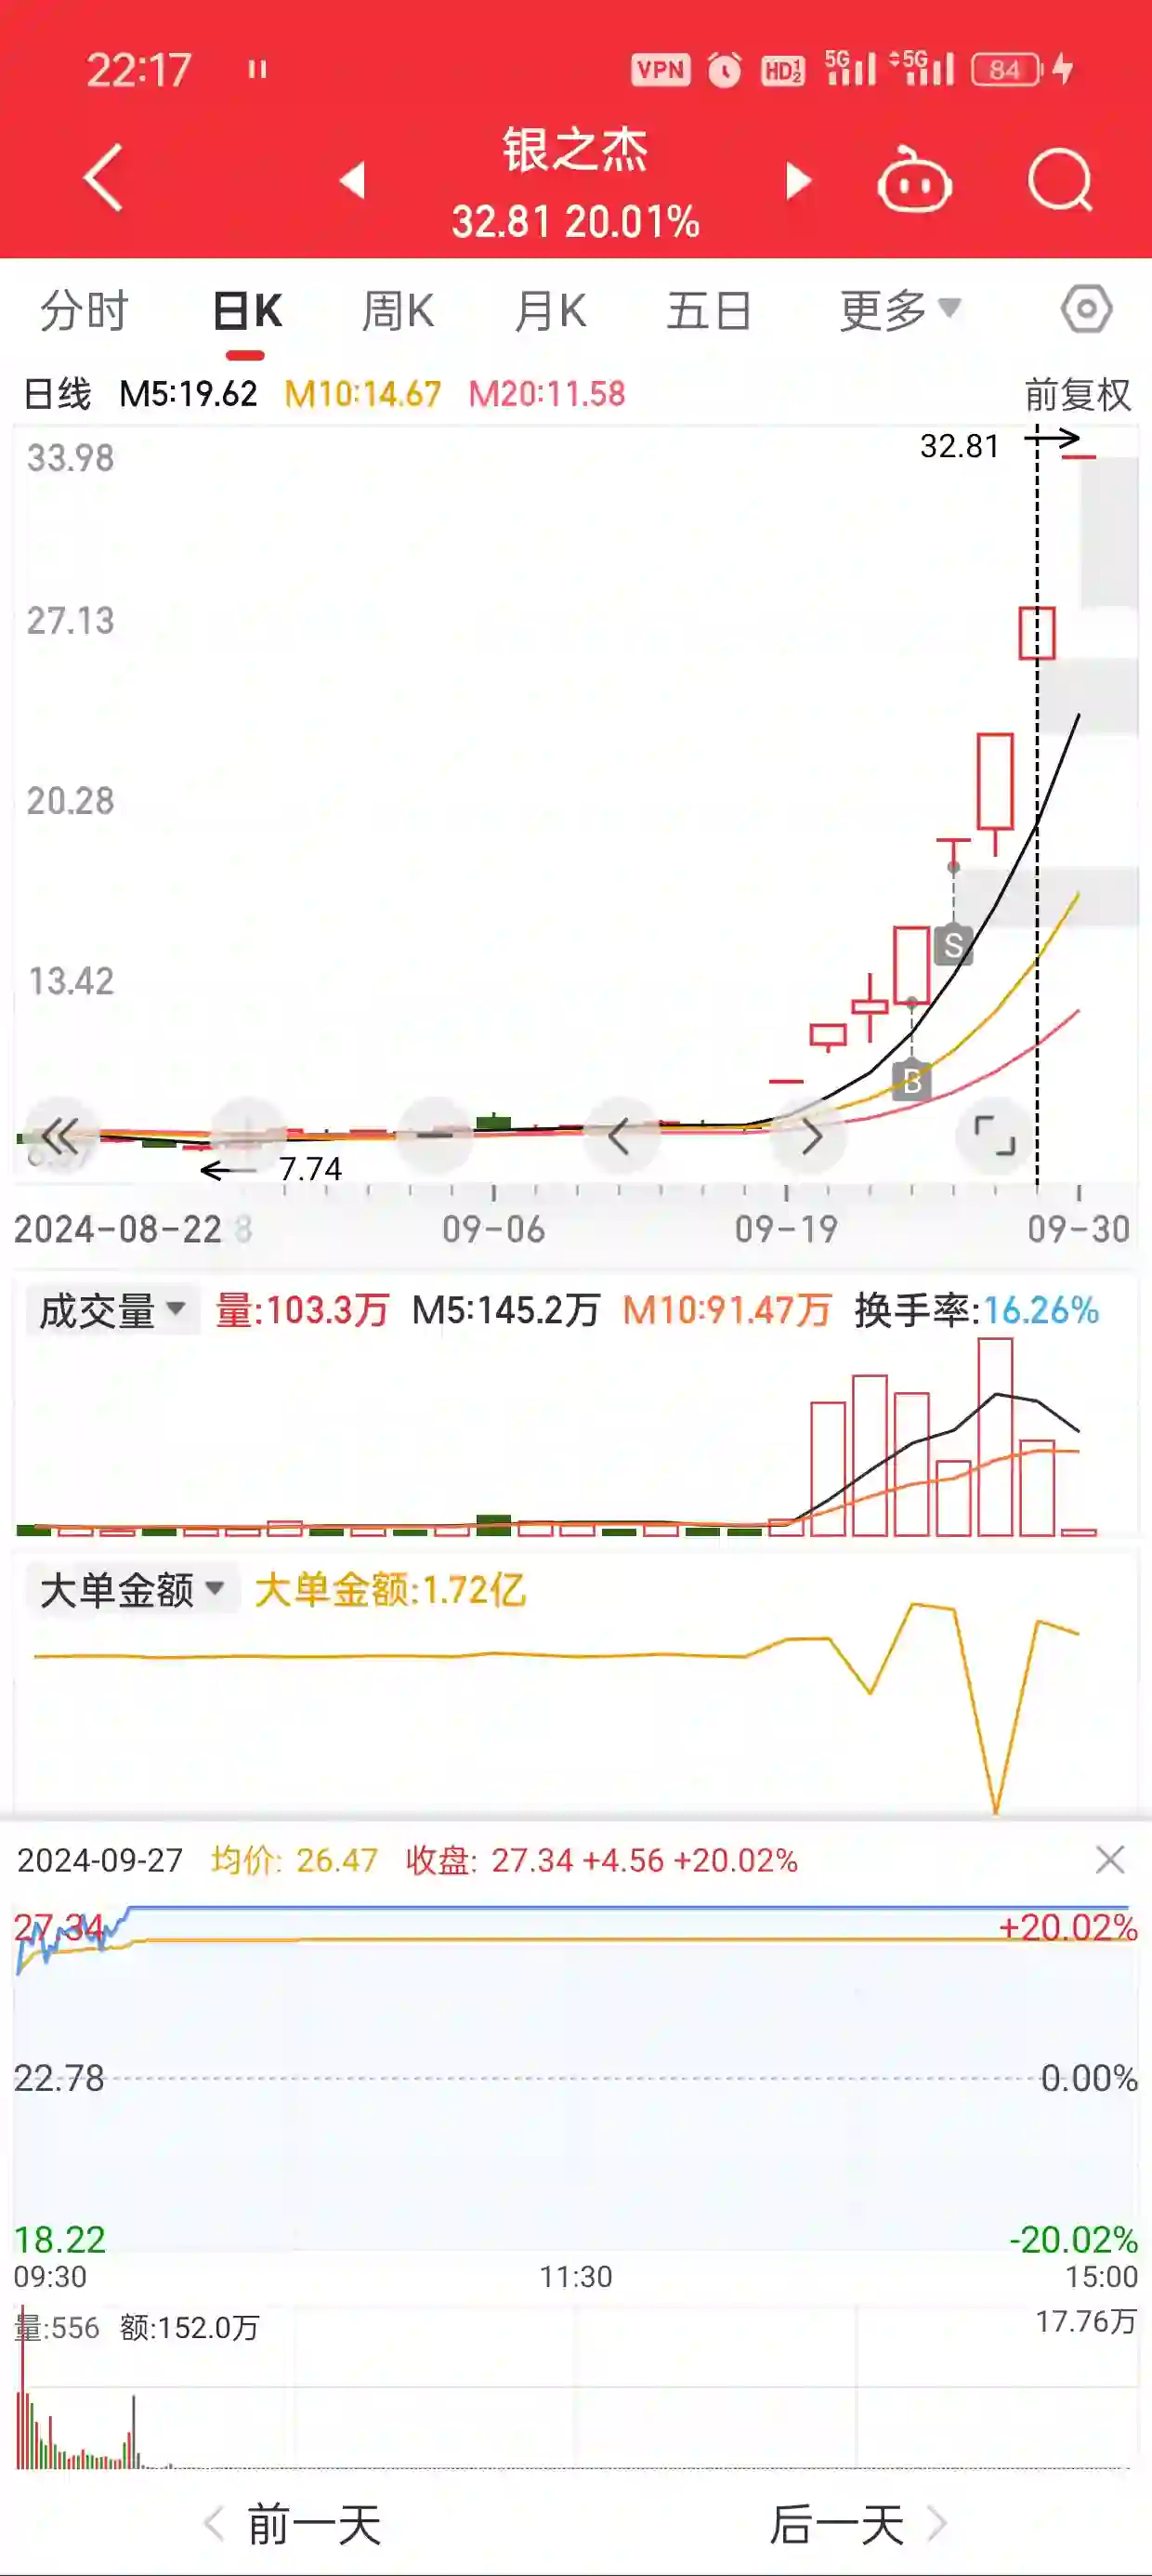 22:17 VPN HD 1 2 5G 5G 84
银之杰
32.81 20.01%
分时 日K 周K 月K 五日 更多
日线 M5:19.62 M10:14.67 M20:11.58 前复权
32.81
33.98
27.13
20.28
S
13.42
B
7.74
2024-08-22 8 09-06 09-19 09-30
成交量 量:103.3万 M5:145.2万 M10:91.47万 换手率:16.26%
大单金额 大单金额:1.72亿
2024-09-27 均价: 26.47 收盘: 27.34 +4.56 +20.02%
27.34 +20.02%
22.78 0.00%
18.22 -20.02%
09:30 11:30 15:00
量:556 额:152.0万 17.76万
前一天 后一天